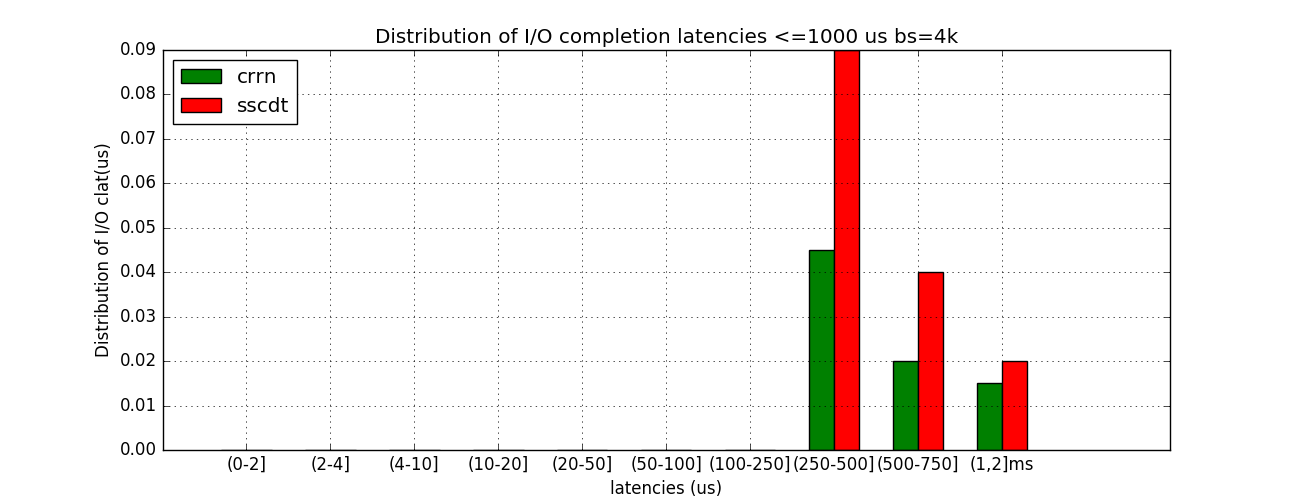 Distribution of I/O completion latencies <=1000 us bs=4k
0.09
0.08
0.07
0.06
0.05
0.04
0.03
0.02
0.01
0.00
Distribution of I/O clat(us)
crrn
sscdt
(0-2] (2-4] (4-10] (10-20] (20-50] (50-100] (100-250] (250-500] (500-750] (1,2]ms
latencies (us)